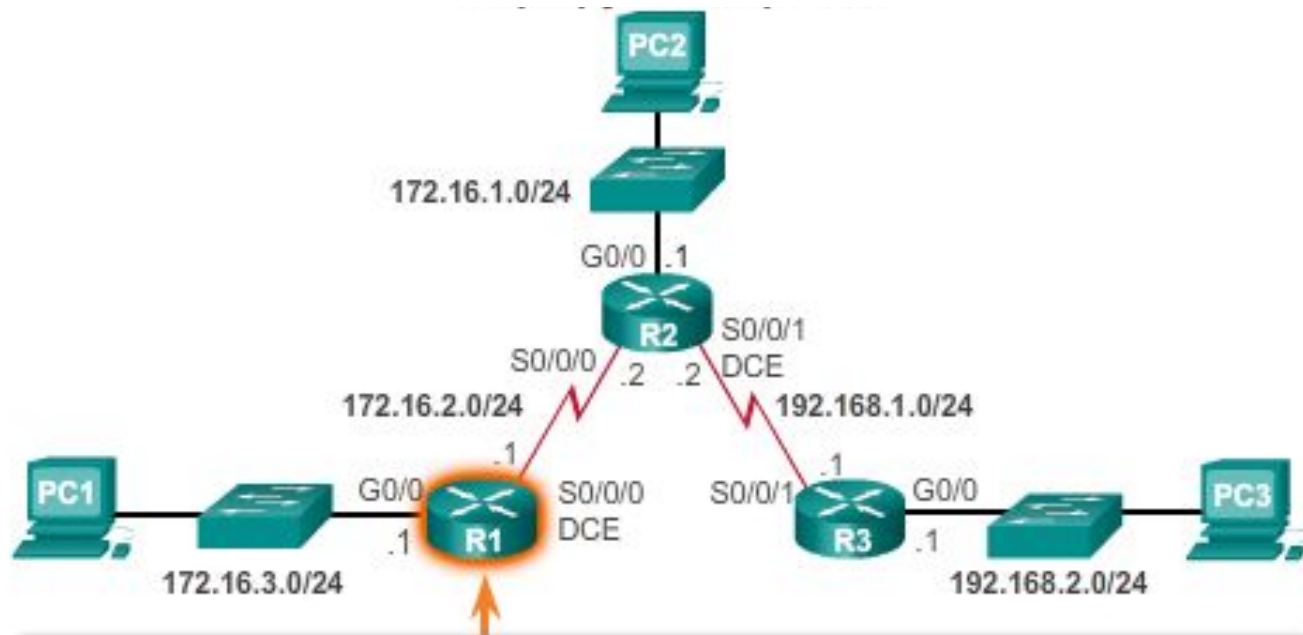 PC2
172.16.1.0/24
G0/0 .1
R2
S0/0/1
DCE
S0/0/0
.2 .2
172.16.2.0/24
192.168.1.0/24
.1
.1
PC1
G0/0
S0/0/0
DCE
S0/0/1
G0/0
PC3
.1
R1
R3
.1
172.16.3.0/24
192.168.2.0/24